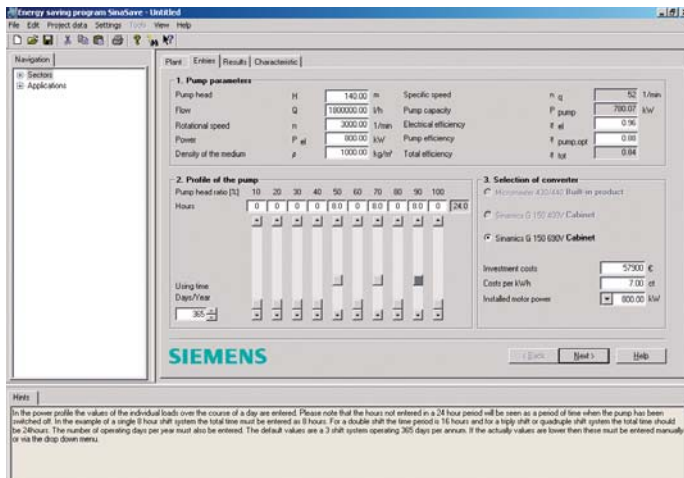 Energy saving program SinaSave - Untitled
File Edit Project data Settings Tools View Help
Navigation
Sectors
Applications
Plant Entries Results Characteristic
1. Pump parameters
Pump head H 140.00 m Specific speed n q 52 1/min
Flow Q 1800000.00 l/h Pump capacity P pump 780.07 kW
Rotational speed n 3000.00 1/min Electrical efficiency el 0.96
Power P el 800.00 kW Pump efficiency pump,opt 0.88
Density of the medium ρ 1000.00 kg/m³ Total efficiency tot 0.84
2. Profile of the pump
Pump head ratio [%] 10 20 30 40 50 60 70 80 90 100
Hours 0 0 0 0 8.0 0 8.0 0 8.0 0 24.0
Using time
Days/Year
365
3. Selection of converter
Micromaster 430/440 Built-in product
Sinamics G 150 400V Cabinet
Sinamics G 150 690V Cabinet
Investment costs 57900 €
Costs per kWh 7.00 ct
Installed motor power 800.00 kW
SIEMENS
< Back Next > Help
Hints
In the power profile the values of the individual loads over the course of a day are entered. Please note that the hours not entered in a 24 hour period will be seen as a period of time when the pump has been
switched off. In the example of a single 8 hour shift system the total time must be entered as 8 hours. For a double shift the time period is 16 hours and for a triply shift or quadruple shift system the total time should
be 24hours. The number of operating days per year must also be entered. The default values are a 3 shift system operating 365 days per annum. If the actually values are lower then these must be entered manually
or via the drop down menu.